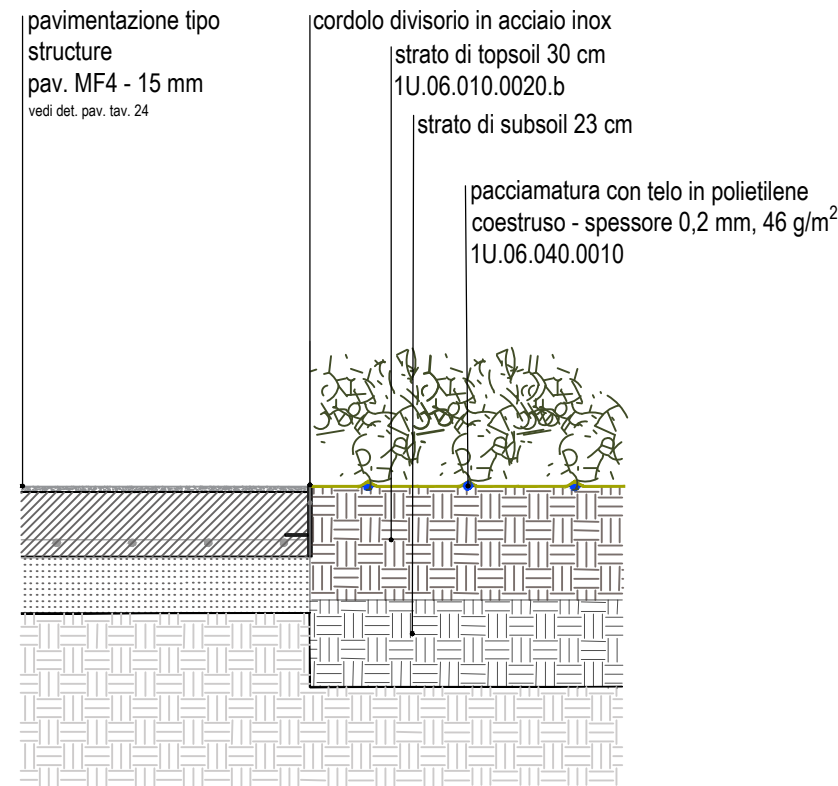 pavimentazione tipo
structure
pav. MF4 - 15 mm
vedi det. pav. tav. 24
cordolo divisorio in acciaio inox
strato di topsoil 30 cm
1U.06.010.0020.b
strato di subsoil 23 cm
pacciamatura con telo in polietilene
coestruso - spessore 0,2 mm, 46 g/m²
1U.06.040.0010